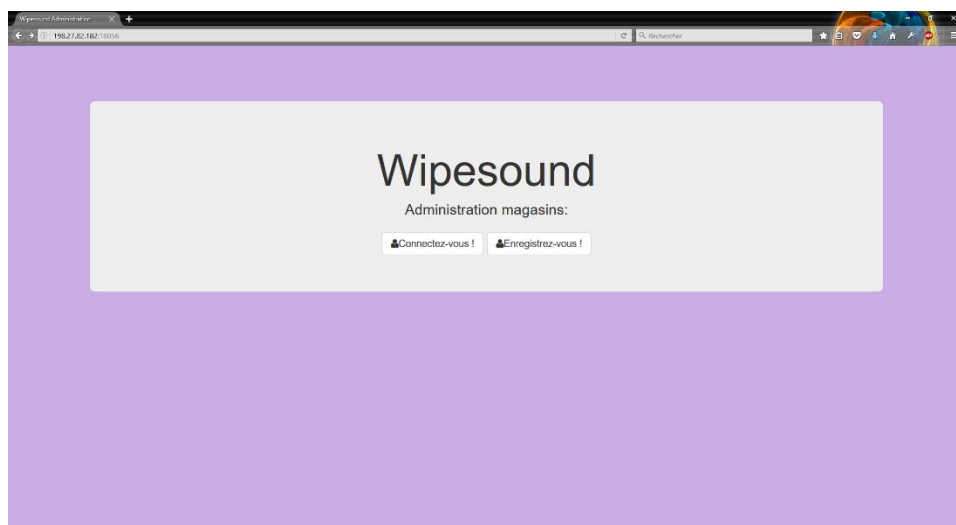 Wipesound Administration
198.27.82.182:18056
Rechercher
Wipesound
Administration magasins:
Connectez-vous !
Enregistrez-vous !